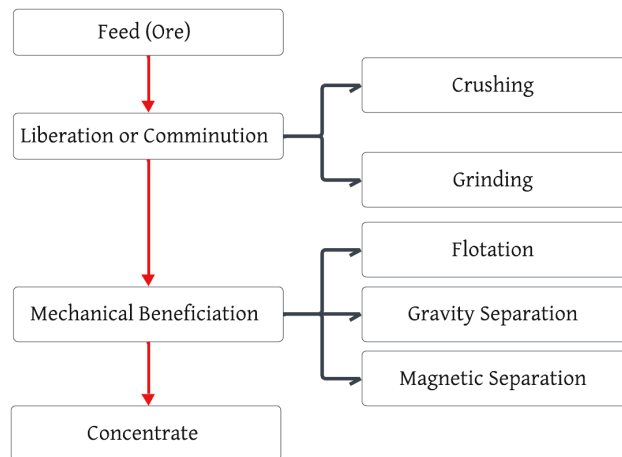 Feed (Ore)
Crushing
Liberation or Comminution
Grinding
Flotation
Mechanical Beneficiation
Gravity Separation
Magnetic Separation
Concentrate